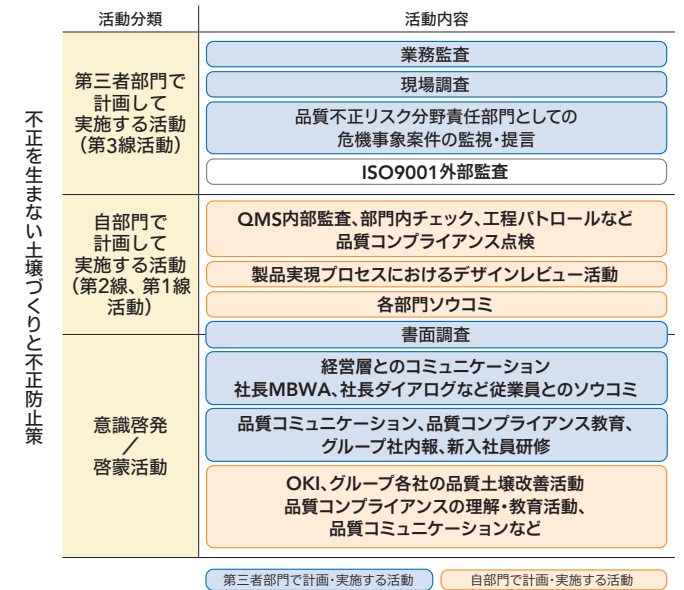 活動分類
活動内容
不正を生まない土壌づくりと不正防止策
第三者部門で
計画して
実施する活動
（第3線活動）
業務監査
現場調査
品質不正リスク分野責任部門としての
危機事象案件の監視・提言
ISO9001外部監査
自部門で
計画して
実施する活動
（第2線、第1線
活動）
QMS内部監査、部門内チェック、工程パトロールなど
品質コンプライアンス点検
製品実現プロセスにおけるデザインレビュー活動
各部門ソウコミ
書面調査
意識啓発
／
啓蒙活動
経営層とのコミュニケーション
社長MBWA、社長ダイアログなど従業員とのソウコミ
品質コミュニケーション、品質コンプライアンス教育、
グループ社内報、新入社員研修
OKI、グループ各社の品質土壌改善活動
品質コンプライアンスの理解・教育活動、
品質コミュニケーションなど
第三者部門で計画・実施する活動
自部門で計画・実施する活動